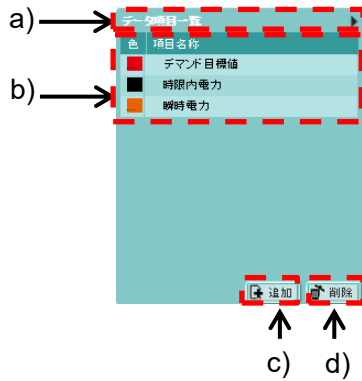 a)
データ項目一覧
色 項目名称
b)
デマンド目標値
時限内電力
瞬時電力
追加 削除
c) d)